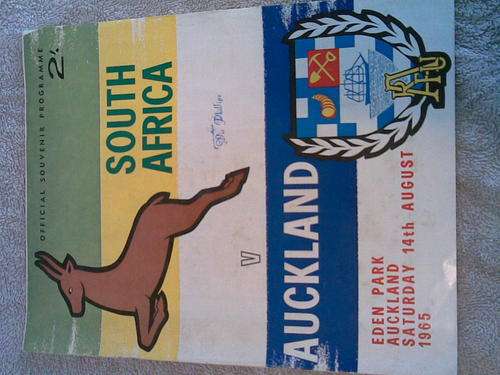 OFFICIAL SOUVENIR PROGRAMME 2/-
SOUTH
AFRICA
V
AUCKLAND
EDEN PARK
AUCKLAND
SATURDAY 14th AUGUST
1965